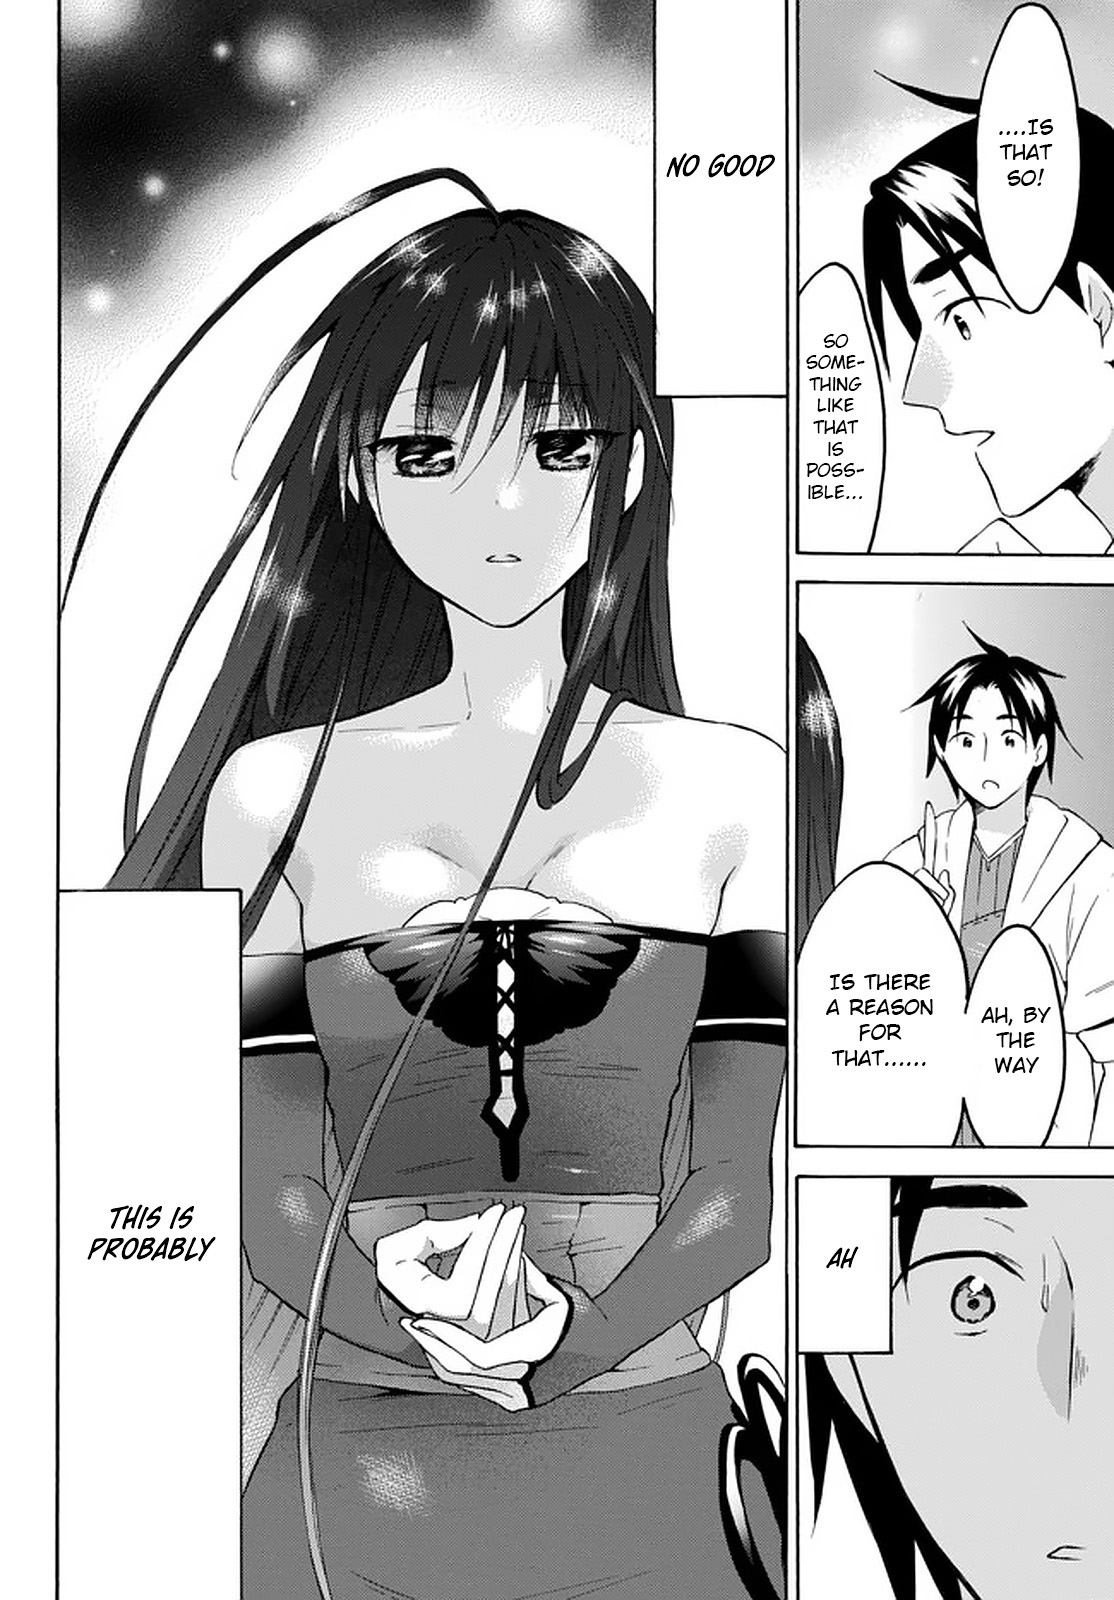 ....IS
THAT
SO!
SO
SOME-
THING
LIKE
THAT
IS
POSS-
IBLE...
AH, BY
THE
WAY
IS THERE
A REASON
FOR
THAT......
AH
NO GOOD
THIS IS
PROBABLY